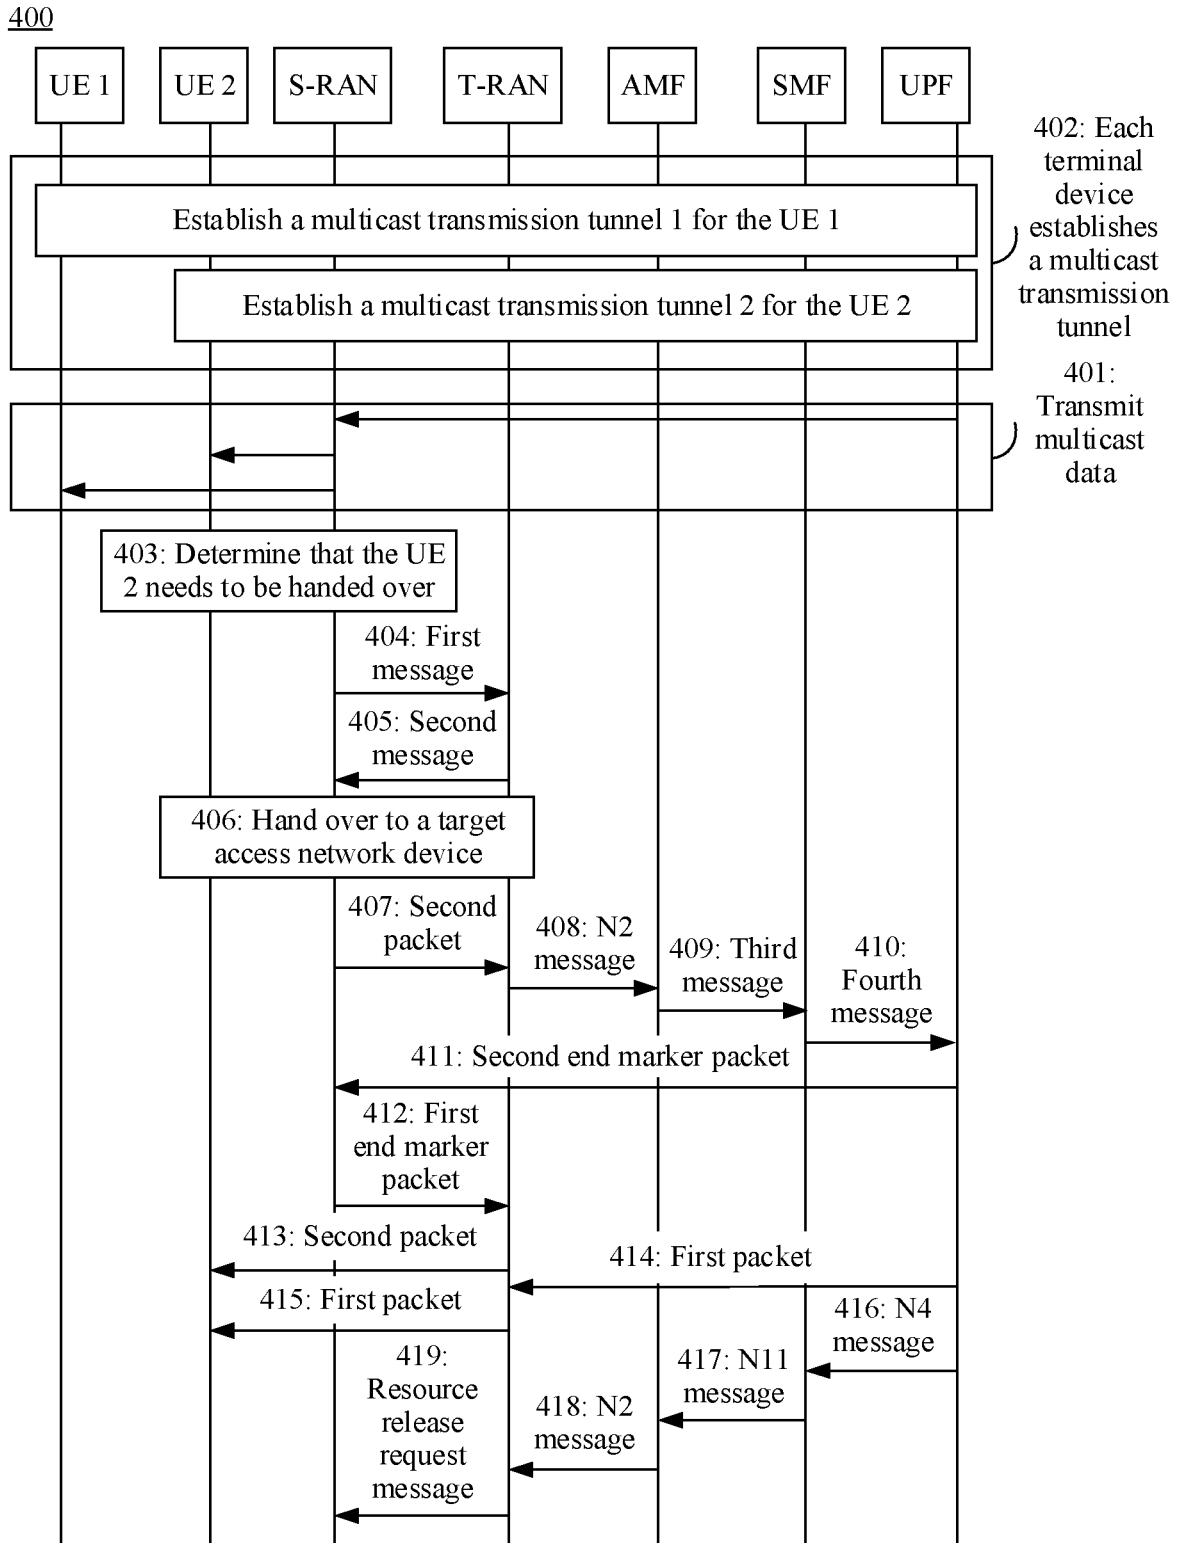 400
UE 1
UE 2
S-RAN
T-RAN
AMF
SMF
UPF
402: Each
terminal
device
establishes
a multicast
transmission
tunnel
Establish a multicast transmission tunnel 1 for the UE 1
Establish a multicast transmission tunnel 2 for the UE 2
401:
Transmit
multicast
data
403: Determine that the UE
2 needs to be handed over
404: First
message
405: Second
message
406: Hand over to a target
access network device
407: Second
packet
408: N2
message
409: Third
message
410:
Fourth
message
411: Second end marker packet
412: First
end marker
packet
413: Second packet
414: First packet
415: First packet
416: N4
message
417: N11
message
418: N2
message
419:
Resource
release
request
message